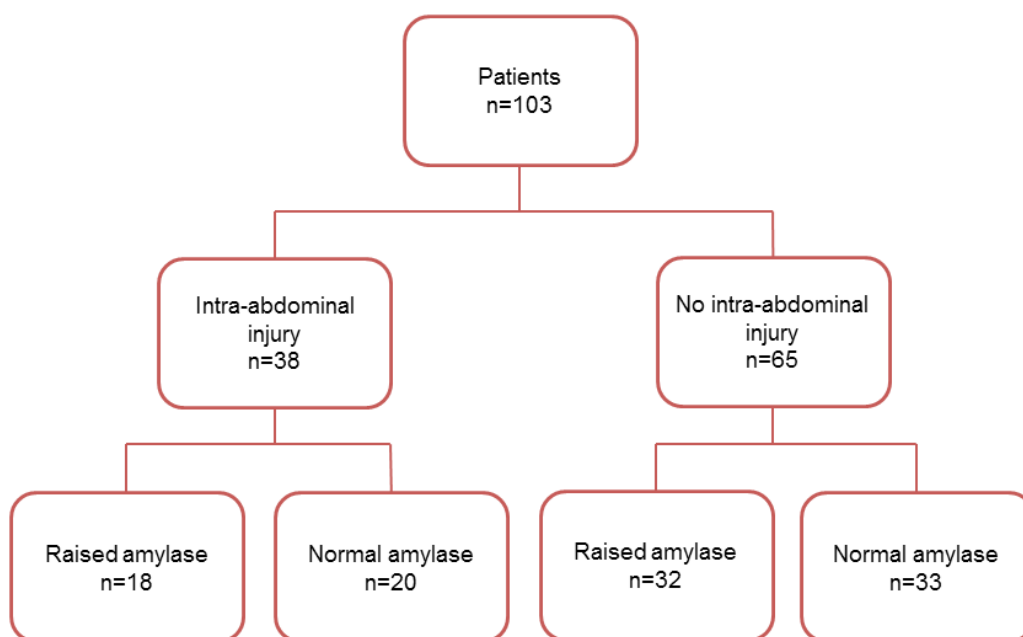 Patients
n=103
Intra-abdominal
injury
n=38
No intra-abdominal
injury
n=65
Raised amylase
n=18
Normal amylase
n=20
Raised amylase
n=32
Normal amylase
n=33